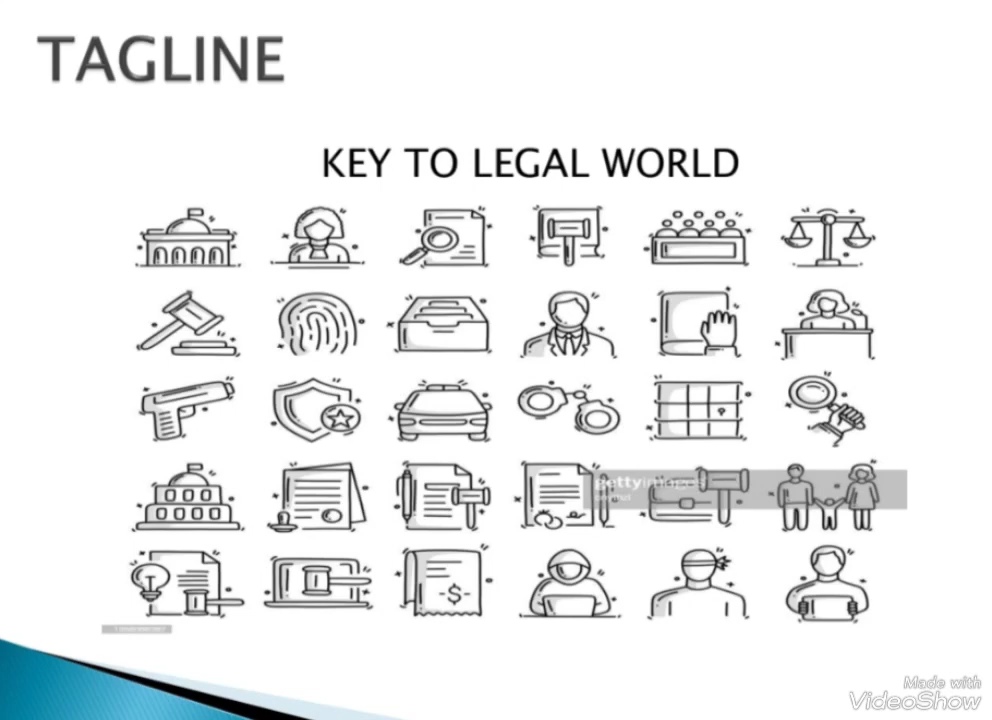 TAGLINE
KEY TO LEGAL WORLD
gettyimages
Made with
VideoShow